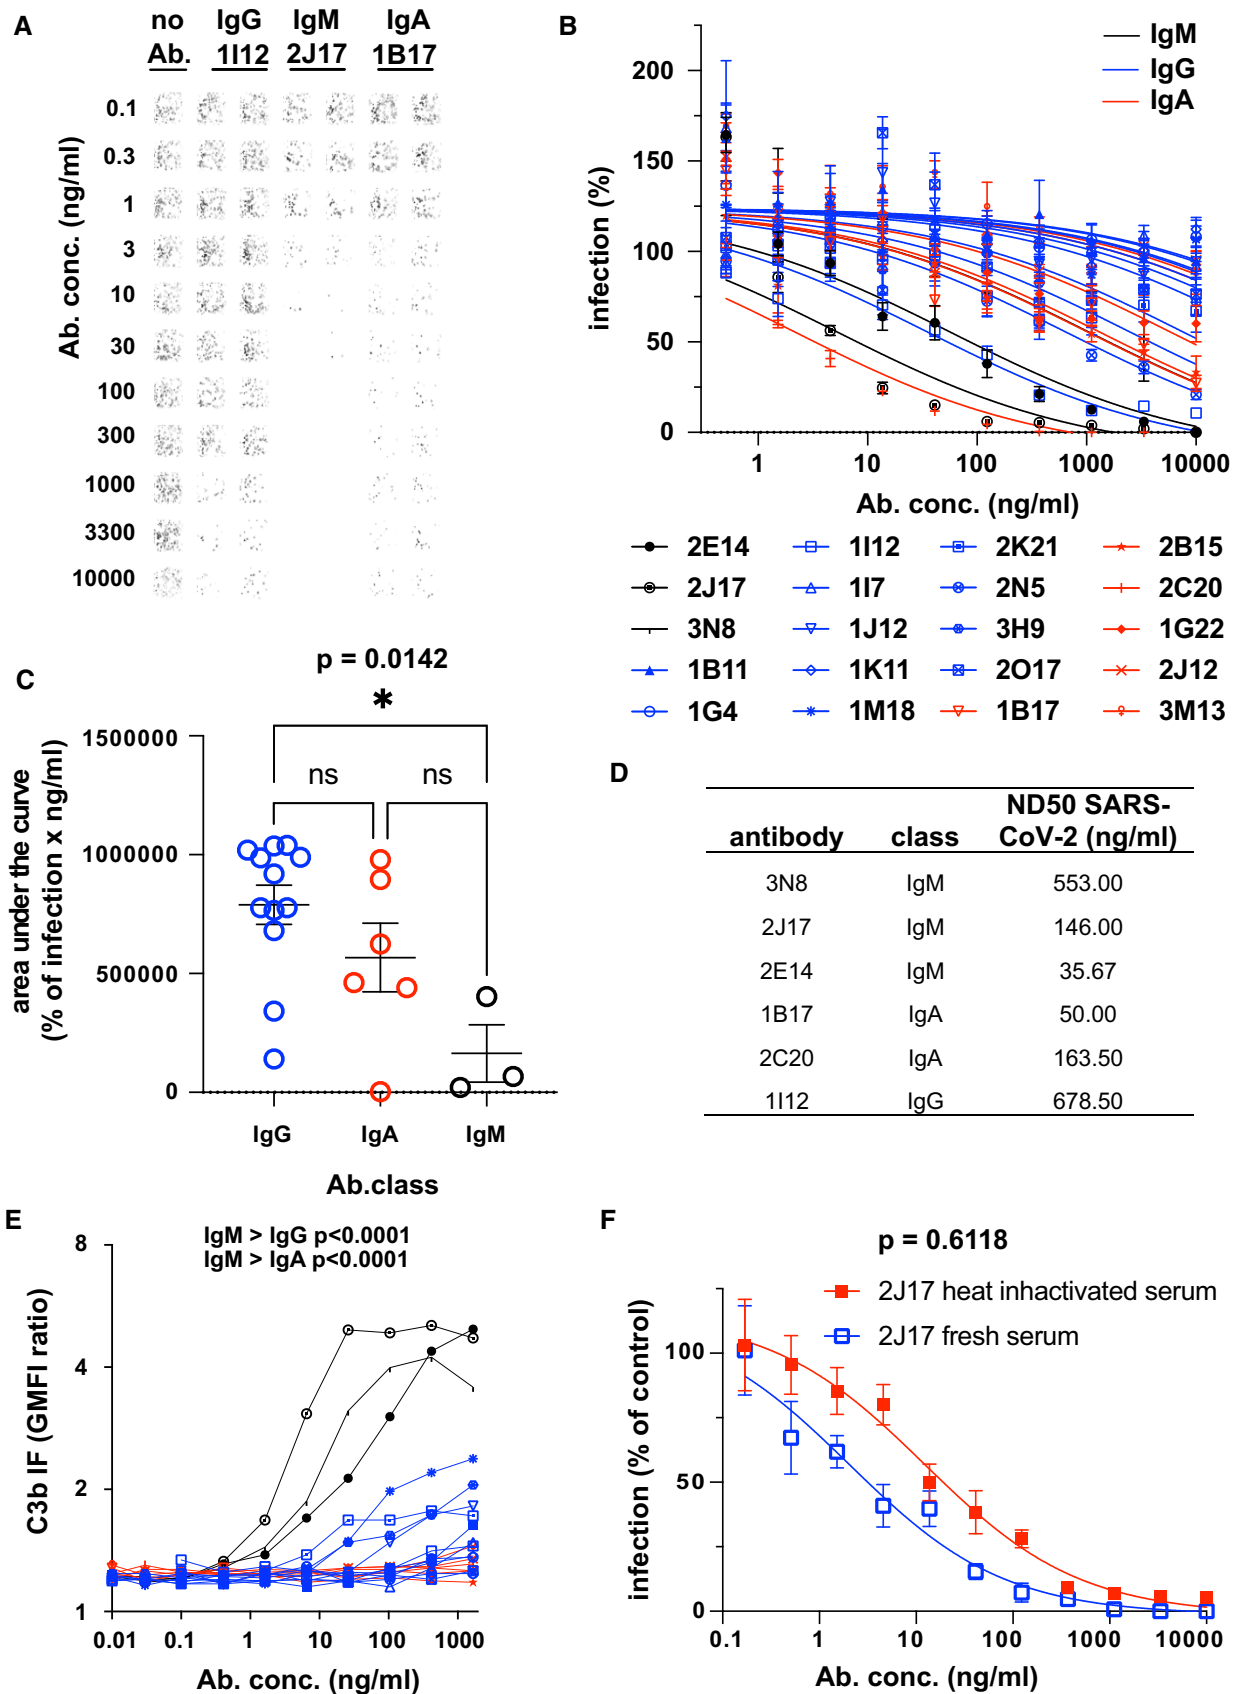 A
no IgG IgM IgA
Ab. 1I12 2J17 1B17
Ab. conc. (ng/ml)
0.1
0.3
1
3
10
30
100
300
1000
3300
10000
B
IgM
IgG
IgA
infection (%)
200
150
100
50
0
1 10 100 1000 10000
Ab. conc. (ng/ml)
2E14 1I12 2K21 2B15
2J17 1I7 2N5 2C20
3N8 1J12 3H9 1G22
1B11 1K11 2O17 2J12
1G4 1M18 1B17 3M13
C
p = 0.0142
*
ns ns
area under the curve
(% of infection x ng/ml)
1500000
1000000
500000
0
IgG IgA IgM
Ab.class
D
antibody class ND50 SARS-
CoV-2 (ng/ml)
3N8 IgM 553.00
2J17 IgM 146.00
2E14 IgM 35.67
1B17 IgA 50.00
2C20 IgA 163.50
1I12 IgG 678.50
E
IgM > IgG p<0.0001
IgM > IgA p<0.0001
C3b IF (GMFI ratio)
8
4
2
1
0.01 0.1 1 10 100 1000
Ab. conc. (ng/ml)
F
p = 0.6118
2J17 heat inhactivated serum
2J17 fresh serum
infection (% of control)
100
50
0
0.1 1 10 100 1000 10000
Ab. conc. (ng/ml)